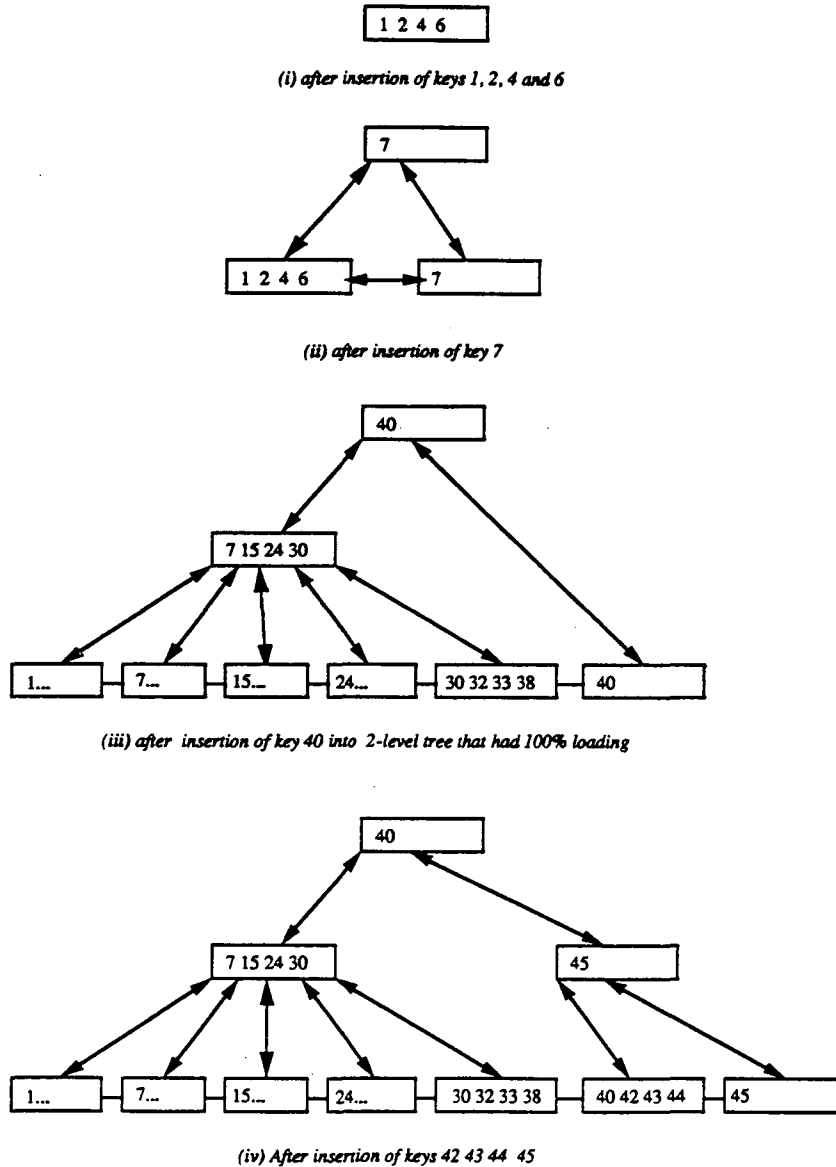 1 2 4 6
(i) after insertion of keys 1, 2, 4 and 6
7
1 2 4 6
7
(ii) after insertion of key 7
40
7 15 24 30
1...
7...
15...
24...
30 32 33 38
40
(iii) after insertion of key 40 into 2-level tree that had 100% loading
40
7 15 24 30
45
1...
7...
15...
24...
30 32 33 38
40 42 43 44
45
(iv) After insertion of keys 42 43 44 45